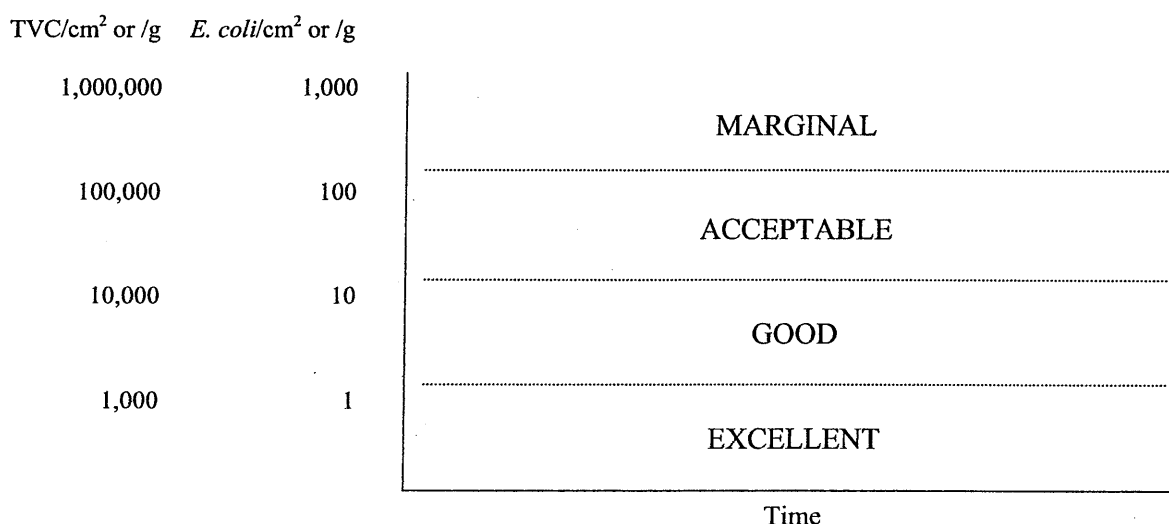 TVC/cm² or /g E. coli/cm² or /g
1,000,000 1,000
MARGINAL
100,000 100
ACCEPTABLE
10,000 10
GOOD
1,000 1
EXCELLENT
Time